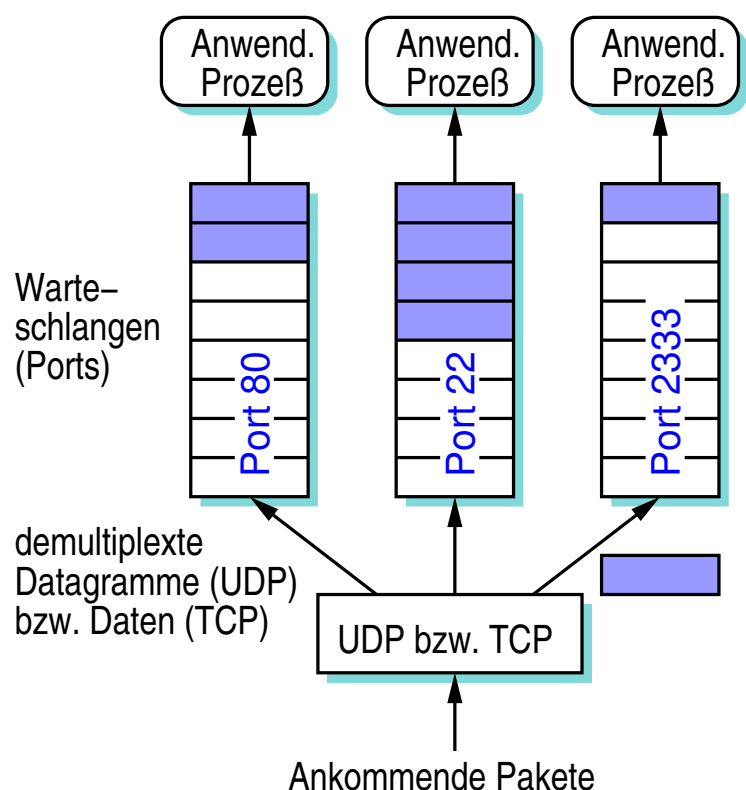 Anwend.
Prozeß
Anwend.
Prozeß
Anwend.
Prozeß
Warte–
schlangen
(Ports)
Port 80
Port 22
Port 2333
demultiplexte
Datagramme (UDP)
bzw. Daten (TCP)
UDP bzw. TCP
Ankommende Pakete